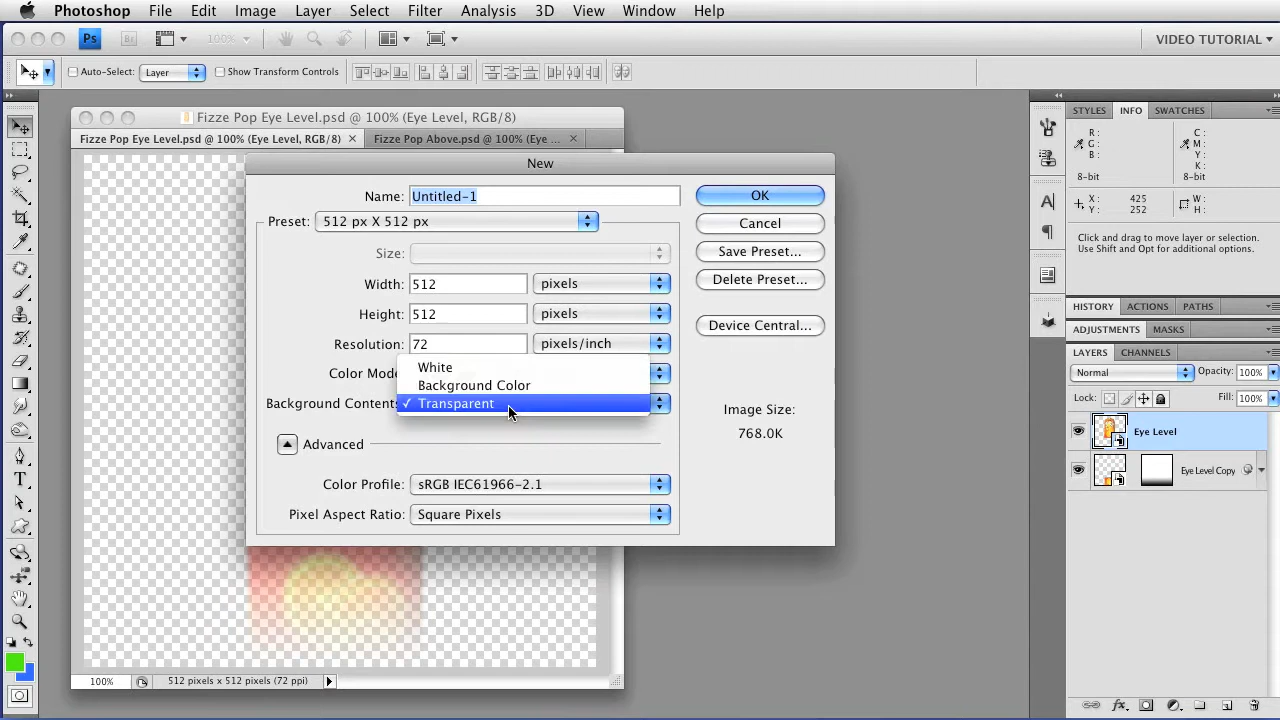 Photoshop File Edit Image Layer Select Filter Analysis 3D View Window Help
Ps Br 100% VIDEO TUTORIAL
Auto-Select: Layer Show Transform Controls
Fizze Pop Eye Level.psd @ 100% (Eye Level, RGB/8)
Fizze Pop Eye Level.psd @ 100% (Eye Level, RGB/8) Fizze Pop Above.psd @ 100% (Eye ...
New
Name: Untitled-1
Preset: 512 px X 512 px
Size:
Width: 512 pixels
Height: 512 pixels
Resolution: 72 pixels/inch
Color Mode
Background Contents
White
Background Color
✓ Transparent
Advanced
Color Profile: sRGB IEC61966-2.1
Pixel Aspect Ratio: Square Pixels
OK
Cancel
Save Preset...
Delete Preset...
Device Central...
Image Size:
768.0K
100% 512 pixels x 512 pixels (72 ppi)
STYLES INFO SWATCHES
R: C:
G: M:
B: Y:
K:
8-bit 8-bit
X: 425 W:
Y: 252 H:
Click and drag to move layer or selection.
Use Shift and Opt for additional options.
HISTORY ACTIONS PATHS
ADJUSTMENTS MASKS
LAYERS CHANNELS
Normal Opacity: 100%
Lock: Fill: 100%
Eye Level
Eye Level Copy